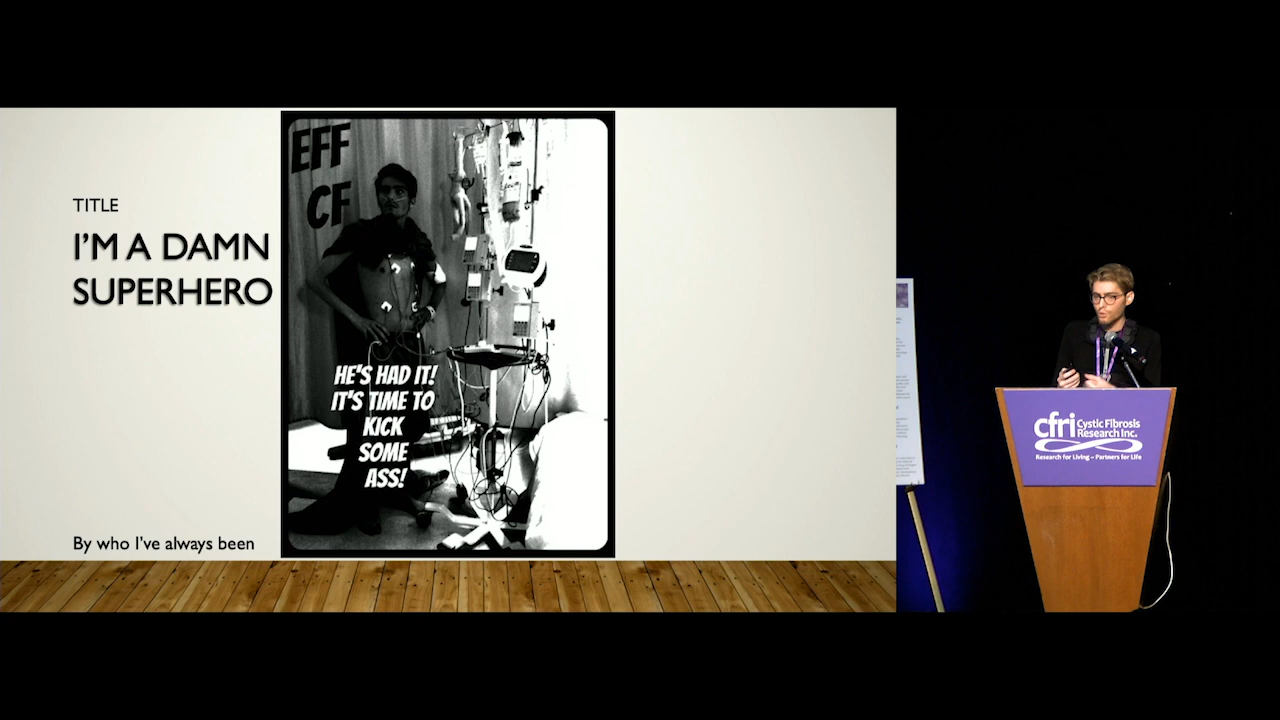 TITLE
I'M A DAMN
SUPERHERO
By who I've always been
EFF
CF
HE'S HAD IT!
IT'S TIME TO
KICK
SOME
ASS!
cfri Cystic Fibrosis
Research Inc.
Research for Living – Partners for Life